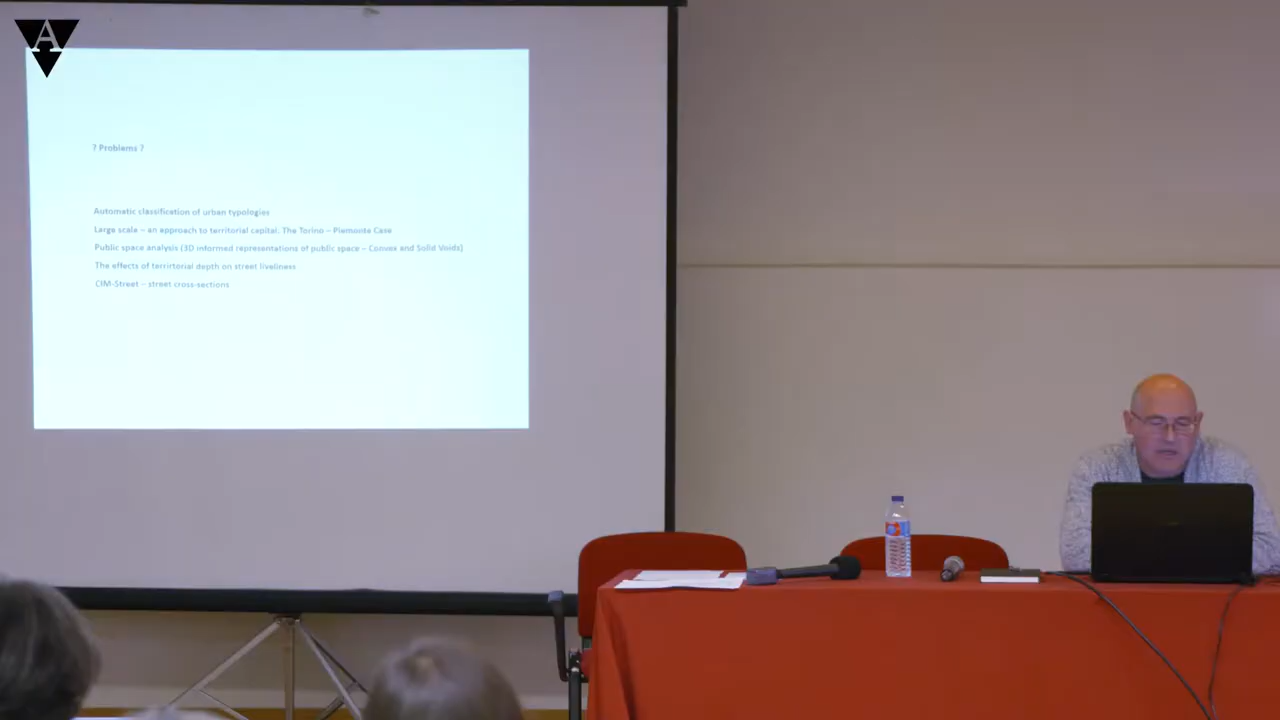 A
? Problems ?
Automatic classification of urban typologies
Large scale – an approach to territorial capital. The Torino – Piemonte Case
Public space analysis (3D informed representations of public space – Convex and Solid Voids)
The effects of terrirtorial depth on street liveliness
CIM-Street – street cross-sections